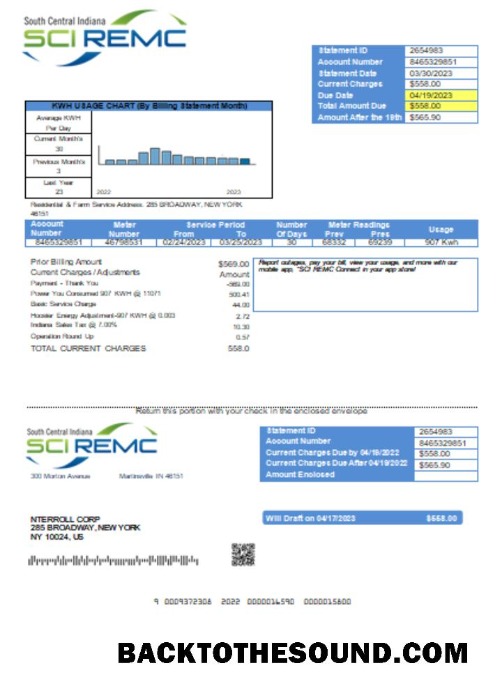 South Central Indiana
SCI REMC
Statement ID 2654983
Account Number 8465329851
Statement Date 03/30/2023
Current Charges $558.00
Due Date 04/19/2023
Total Amount Due $558.00
Amount After the 19th $565.90
KWH USAGE CHART (By Billing Statement Month)
Average KWH
Per Day
Current Month's
30
Previous Month's
3
Last Year
23
2022 2023
Residential & Farm Service Address: 285 BROADWAY, NEW YORK
46151
Account Number Meter Number Service Period From To Number Of Days Meter Readings Prev Pres Usage
8465329851 46798531 02/24/2023 03/25/2023 30 68332 69239 907 Kwh
Prior Billing Amount $569.00
Current Charges / Adjustments Amount
Payment - Thank You -569.00
Power You Consumed 907 KWH @ 11071 500.41
Basic Service Charge 44.00
Hoosier Energy Adjustment-907 KWH @ 0.003 2.72
Indiana Sales Tax @ 7.00% 10.30
Operation Round Up 0.57
TOTAL CURRENT CHARGES 558.0
Report outages, pay your bill, view your usage, and more with our
mobile app, "SCI REMC Connect in your app store!
Return this portion with your check in the enclosed envelope
South Central Indiana
SCI REMC
300 Morton Avenue Martinsville IN 46151
Statement ID 2654983
Account Number 8465329851
Current Charges Due by 04/19/2022 $558.00
Current Charges Due After 04/19/2022 $565.90
Amount Enclosed
NTERROLL CORP
285 BROADWAY, NEW YORK
NY 10024, US
Will Draft on 04/17/2023 $558.00
9 0009372308 2022 0000016590 0000015800
BACKTOTHESOUND.COM